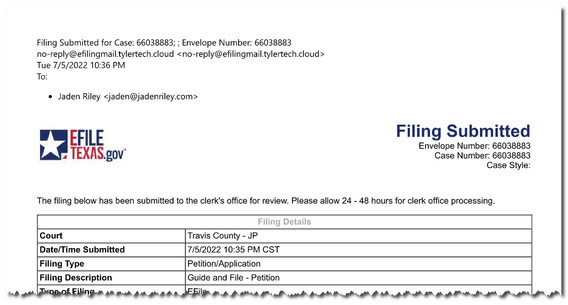 Filing Submitted for Case: 66038883; ; Envelope Number: 66038883
no-reply@efilingmail.tylertech.cloud <no-reply@efilingmail.tylertech.cloud>
Tue 7/5/2022 10:36 PM
To:
• Jaden Riley <jaden@jadenriley.com>
EFILE
TEXAS.gov
Filing Submitted
Envelope Number: 66038883
Case Number: 66038883
Case Style:
The filing below has been submitted to the clerk's office for review. Please allow 24 - 48 hours for clerk office processing.
Filing Details
Court Travis County - JP
Date/Time Submitted 7/5/2022 10:35 PM CST
Filing Type Petition/Application
Filing Description Guide and File - Petition
Type of Filing EFile